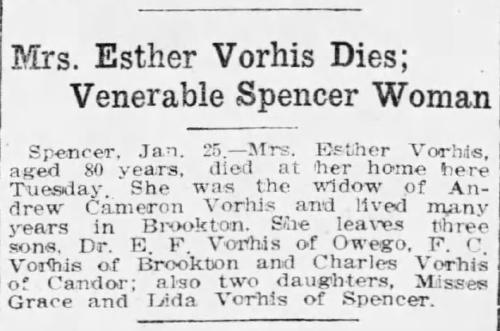 Mrs. Esther Vorhis Dies;
Venerable Spencer Woman
Spencer, Jan. 25.—Mrs. Esther Vorhis,
aged 80 years, died at her home here
Tuesday. She was the widow of An-
drew Cameron Vorhis and lived many
years in Brookton. She leaves three
sons, Dr. E. F. Vorhis of Owego, F. C.
Vorhis of Brookton and Charles Vorhis
of Candor; also two daughters, Misses
Grace and Lida Vorhis of Spencer.